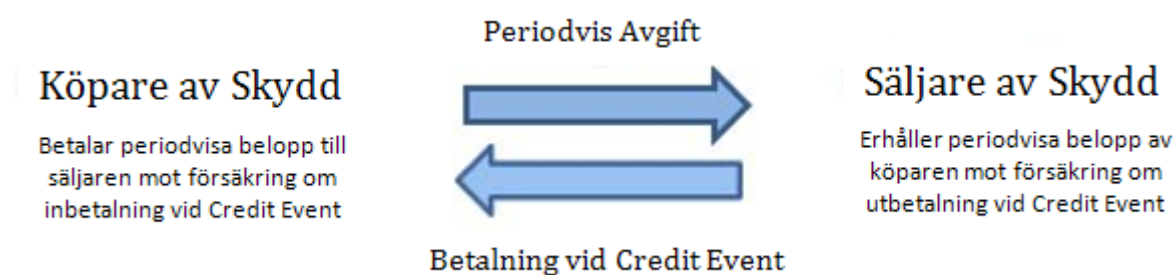 Periodvis Avgift
Köpare av Skydd
Betalar periodvisa belopp till
säljaren mot försäkring om
inbetalning vid Credit Event
Säljare av Skydd
Erhåller periodvisa belopp av
köparen mot försäkring om
utbetalning vid Credit Event
Betalning vid Credit Event